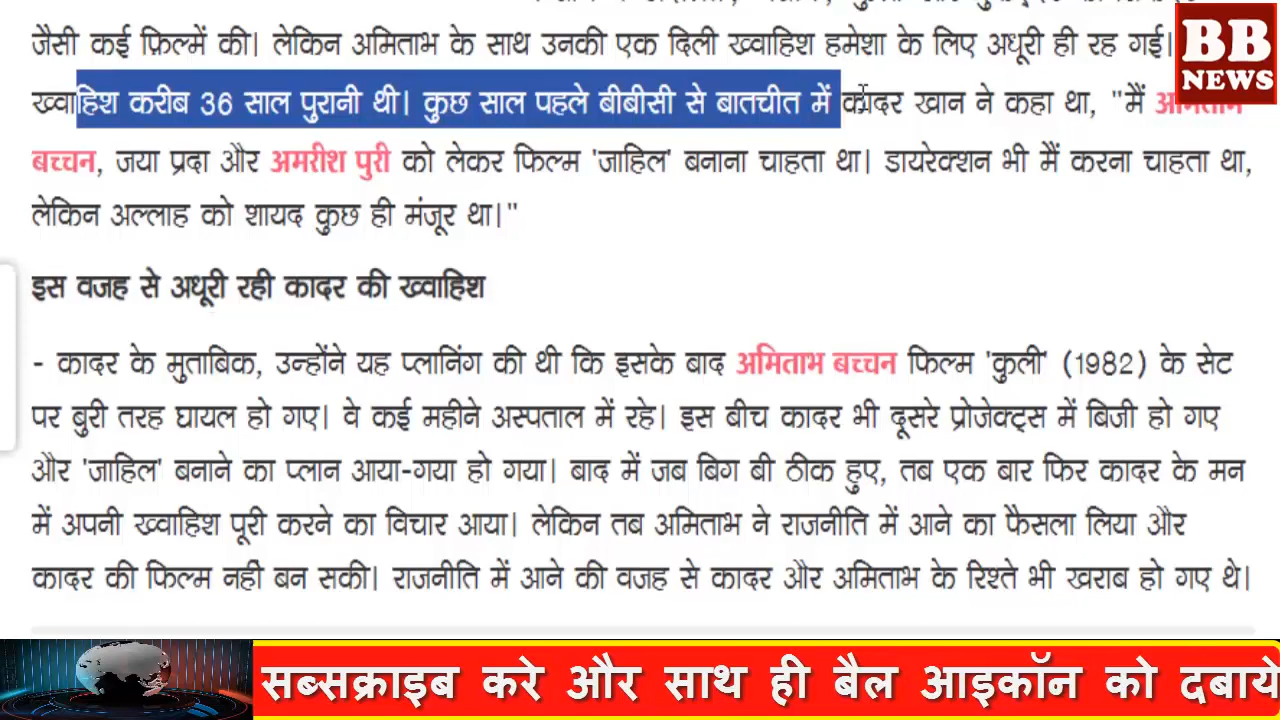 जैसी कई फ़िल्में की। लेकिन अमिताभ के साथ उनकी एक दिली ख्वाहिश हमेशा के लिए अधूरी ही रह गई।
BB
NEWS
ख्वाहिश करीब 36 साल पुरानी थी। कुछ साल पहले बीबीसी से बातचीत में कादर खान ने कहा था, "मैं अमिताभ
बच्चन, जया प्रदा और अमरीश पुरी को लेकर फिल्म 'जाहिल' बनाना चाहता था। डायरेक्शन भी मैं करना चाहता था,
लेकिन अल्लाह को शायद कुछ ही मंजूर था।"
इस वजह से अधूरी रही कादर की ख्वाहिश
- कादर के मुताबिक, उन्होंने यह प्लानिंग की थी कि इसके बाद अमिताभ बच्चन फिल्म 'कुली' (1982) के सेट
पर बुरी तरह घायल हो गए। वे कई महीने अस्पताल में रहे। इस बीच कादर भी दूसरे प्रोजेक्ट्स में बिजी हो गए
और 'जाहिल' बनाने का प्लान आया-गया हो गया। बाद में जब बिग बी ठीक हुए, तब एक बार फिर कादर के मन
में अपनी ख्वाहिश पूरी करने का विचार आया। लेकिन तब अमिताभ ने राजनीति में आने का फैसला लिया और
कादर की फिल्म नहीं बन सकी। राजनीति में आने की वजह से कादर और अमिताभ के रिश्ते भी खराब हो गए थे।
सब्सक्राइब करे और साथ ही बैल आइकॉन को दबाये